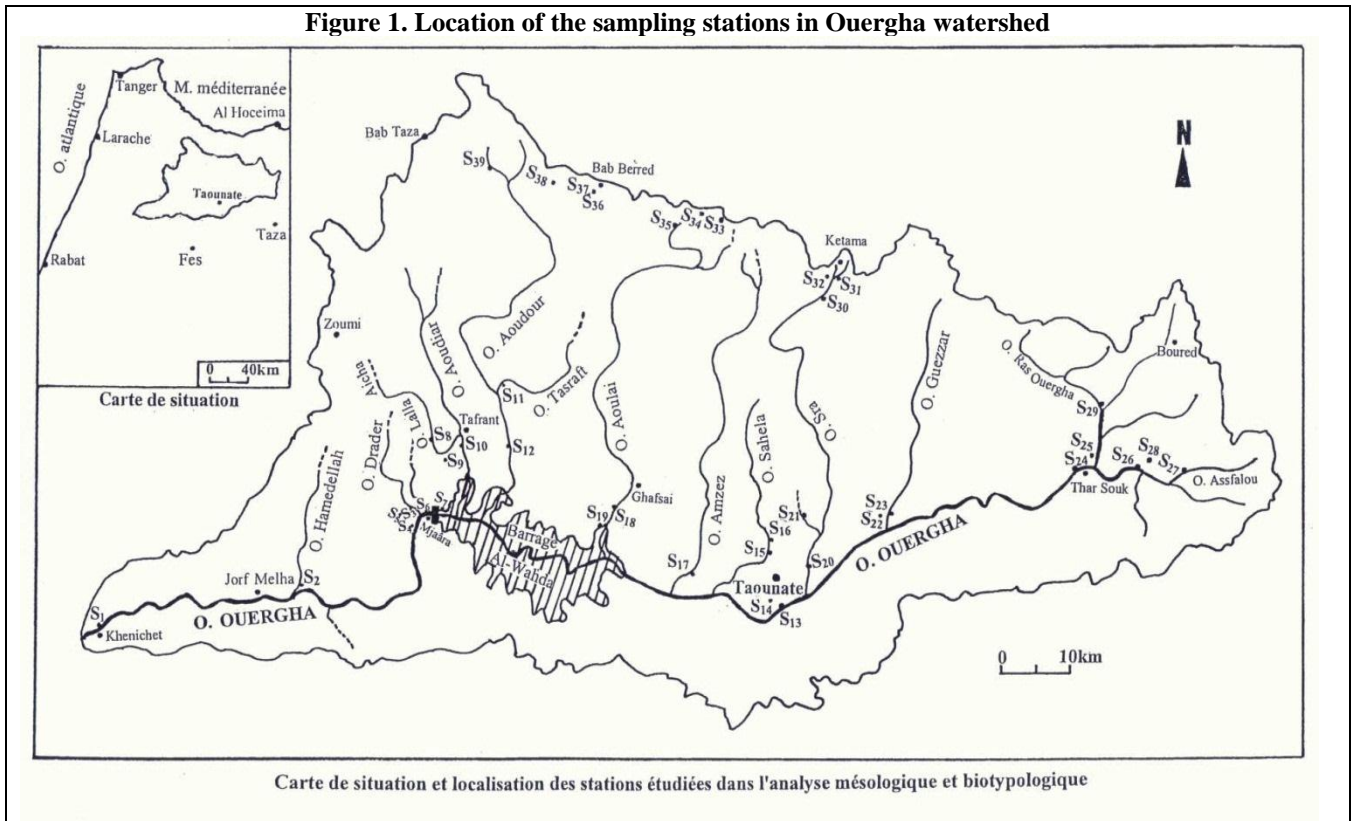 Figure 1. Location of the sampling stations in Ouergha watershed
Tanger
M. méditerranée
Al Hoceima
O. atlantique
Larache
Taounate
Taza
Fes
Rabat
0 40km
Carte de situation
N
Bab Taza
S39
S38
S37
Bab Berred
S36
S35
S34
S33
Ketama
S32
S31
S30
Zoumi
O. Aoudiar
O. Aoudour
O. Tasraft
O. Aoulai
O. Guezzar
O. Ras Ouergha
Boured
Aicha
O. Lalla
O. Drader
O. Hamedellah
S11
Tafrant
S8
S10
S12
S9
O. Amzez
O. Sahela
O. Sra
S29
S25
S24
S26
S28
S27
Thar Souk
O. Assfalou
Ghafsai
S7
S6
Mjaâra
S19
S18
S21
S23
S22
S16
S15
Barrage
Al-Wahda
S17
S20
O. OUERGHA
Taounate
S14
S13
Jorf Melha
S2
S1
O. OUERGHA
Khenichet
0 10km
Carte de situation et localisation des stations étudiées dans l'analyse mésologique et biotypologique